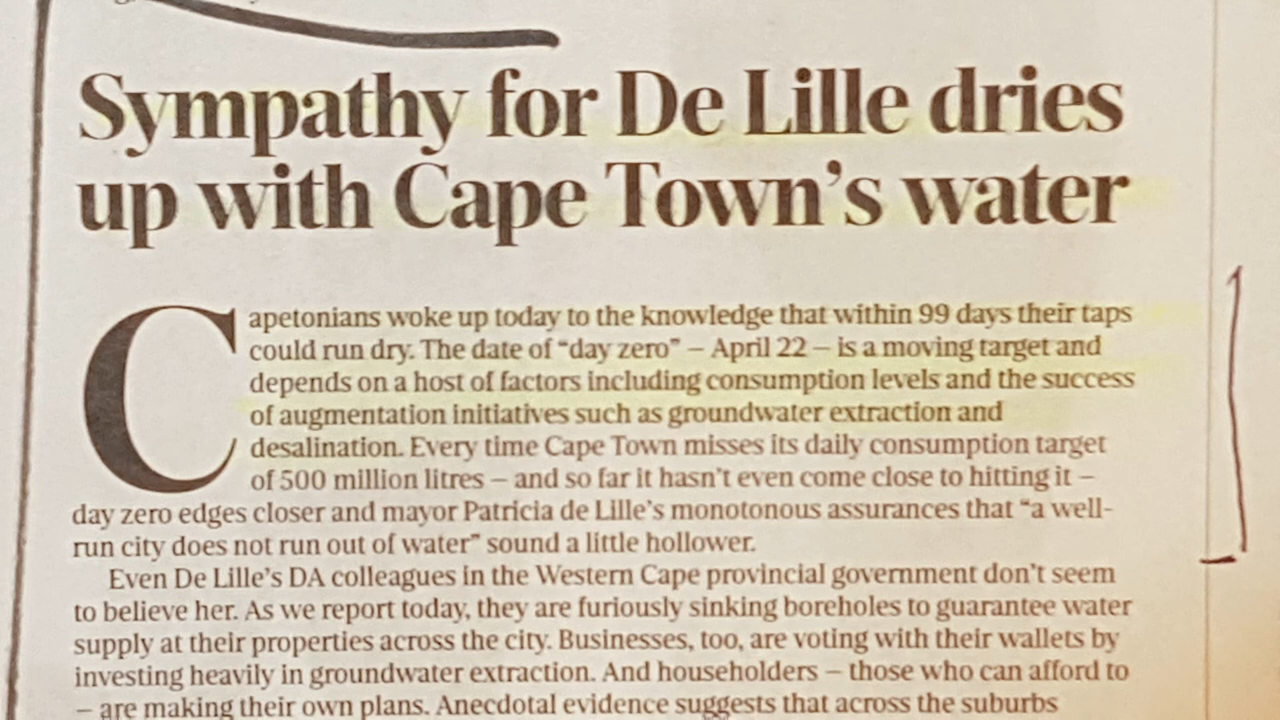 Sympathy for De Lille dries
up with Cape Town's water
Capetonians woke up today to the knowledge that within 99 days their taps
could run dry. The date of "day zero" – April 22 – is a moving target and
depends on a host of factors including consumption levels and the success
of augmentation initiatives such as groundwater extraction and
desalination. Every time Cape Town misses its daily consumption target
of 500 million litres – and so far it hasn't even come close to hitting it –
day zero edges closer and mayor Patricia de Lille's monotonous assurances that "a well-
run city does not run out of water" sound a little hollower.
Even De Lille's DA colleagues in the Western Cape provincial government don't seem
to believe her. As we report today, they are furiously sinking boreholes to guarantee water
supply at their properties across the city. Businesses, too, are voting with their wallets by
investing heavily in groundwater extraction. And householders – those who can afford to
– are making their own plans. Anecdotal evidence suggests that across the suburbs